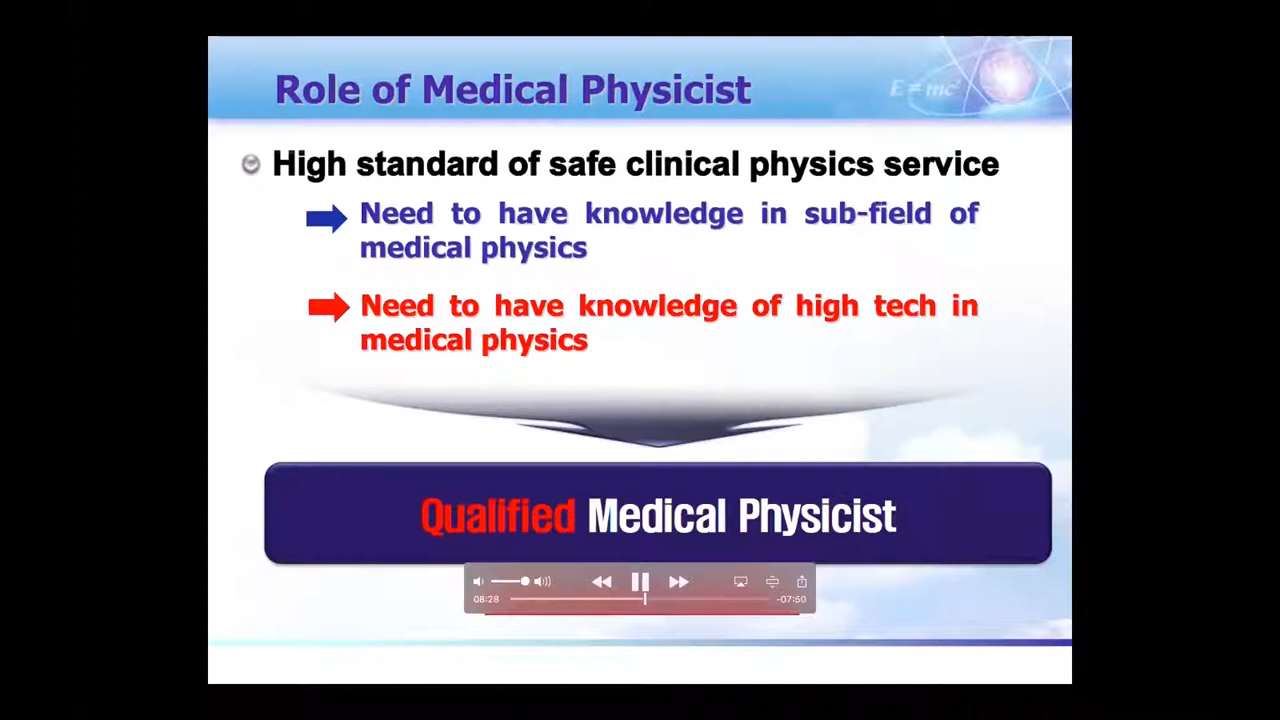 Role of Medical Physicist
E=mc²
High standard of safe clinical physics service
Need to have knowledge in sub-field of
medical physics
Need to have knowledge of high tech in
medical physics
Qualified Medical Physicist
08:28
-07:50